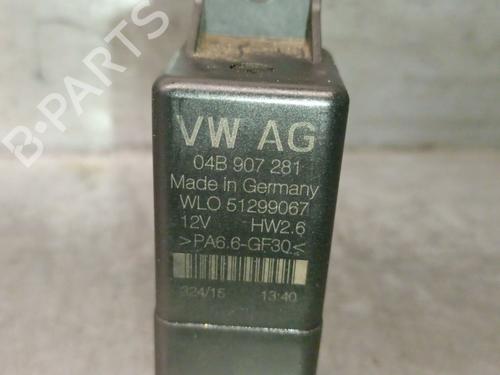 B-PARTS
VW AG
04B 907 281
Made in Germany
WLO 51299067
12V HW2.6
>PA6.6-GF30<
324/15 13:40